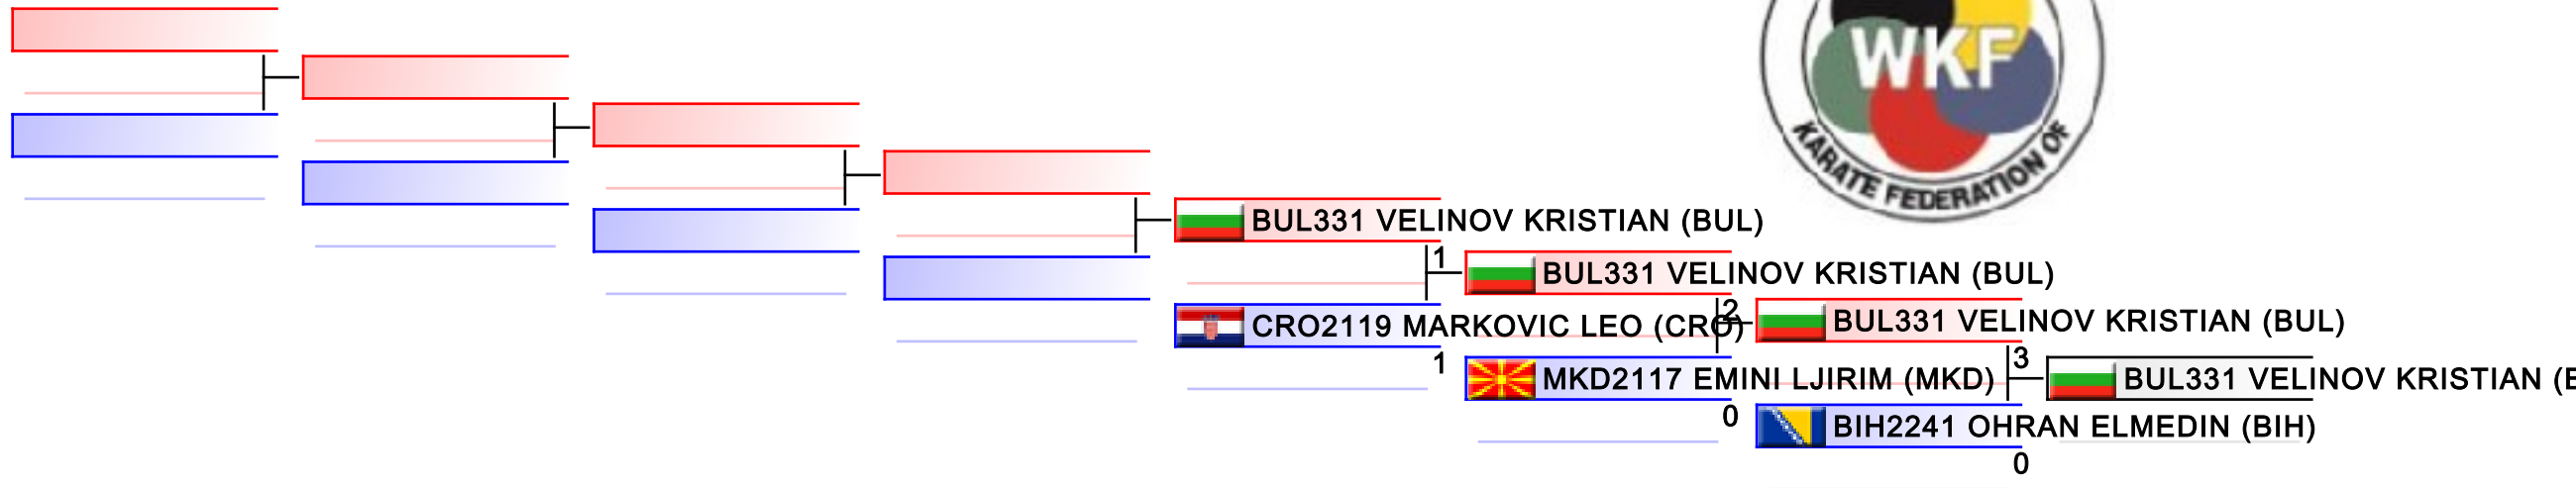 WKF
KARATE FEDERATION OF
BUL331 VELINOV KRISTIAN (BUL)
1
BUL331 VELINOV KRISTIAN (BUL)
CRO2119 MARKOVIC LEO (CRO)
1
2
BUL331 VELINOV KRISTIAN (BUL)
MKD2117 EMINI LJIRIM (MKD)
0
3
BUL331 VELINOV KRISTIAN (B
BIH2241 OHRAN ELMEDIN (BIH)
0